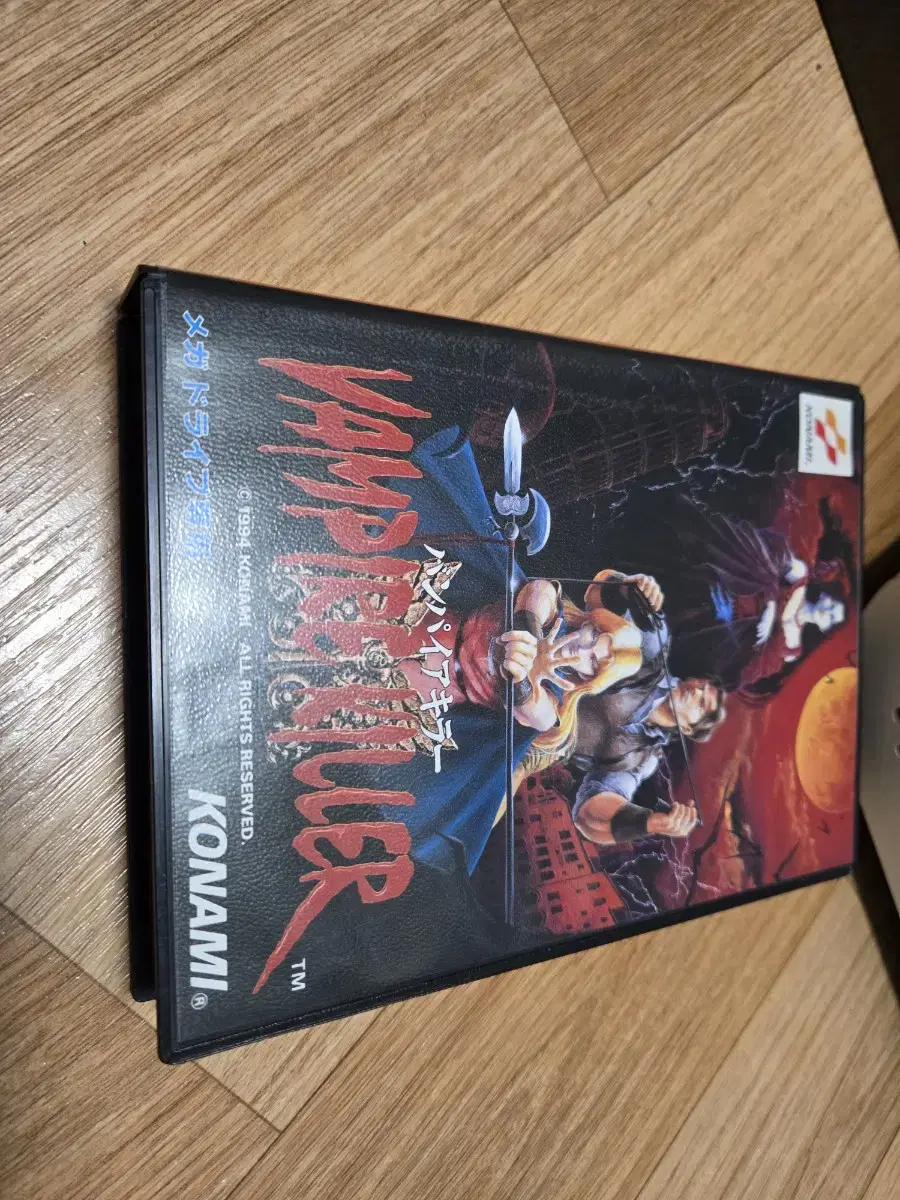 KONAMI
バンパイアキラー
VAMPIRE KILLER
TM
© 1994 KONAMI ALL RIGHTS RESERVED.
メガドライブ専用
KONAMI®